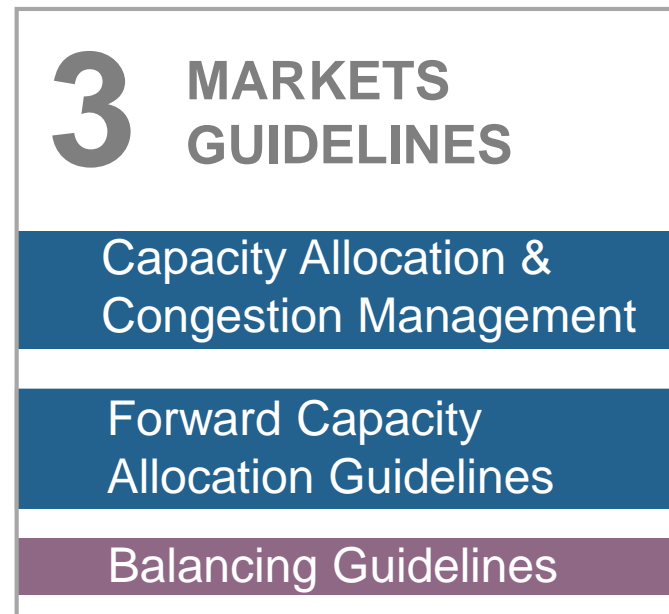 3 MARKETS
GUIDELINES
Capacity Allocation &
Congestion Management
Forward Capacity
Allocation Guidelines
Balancing Guidelines